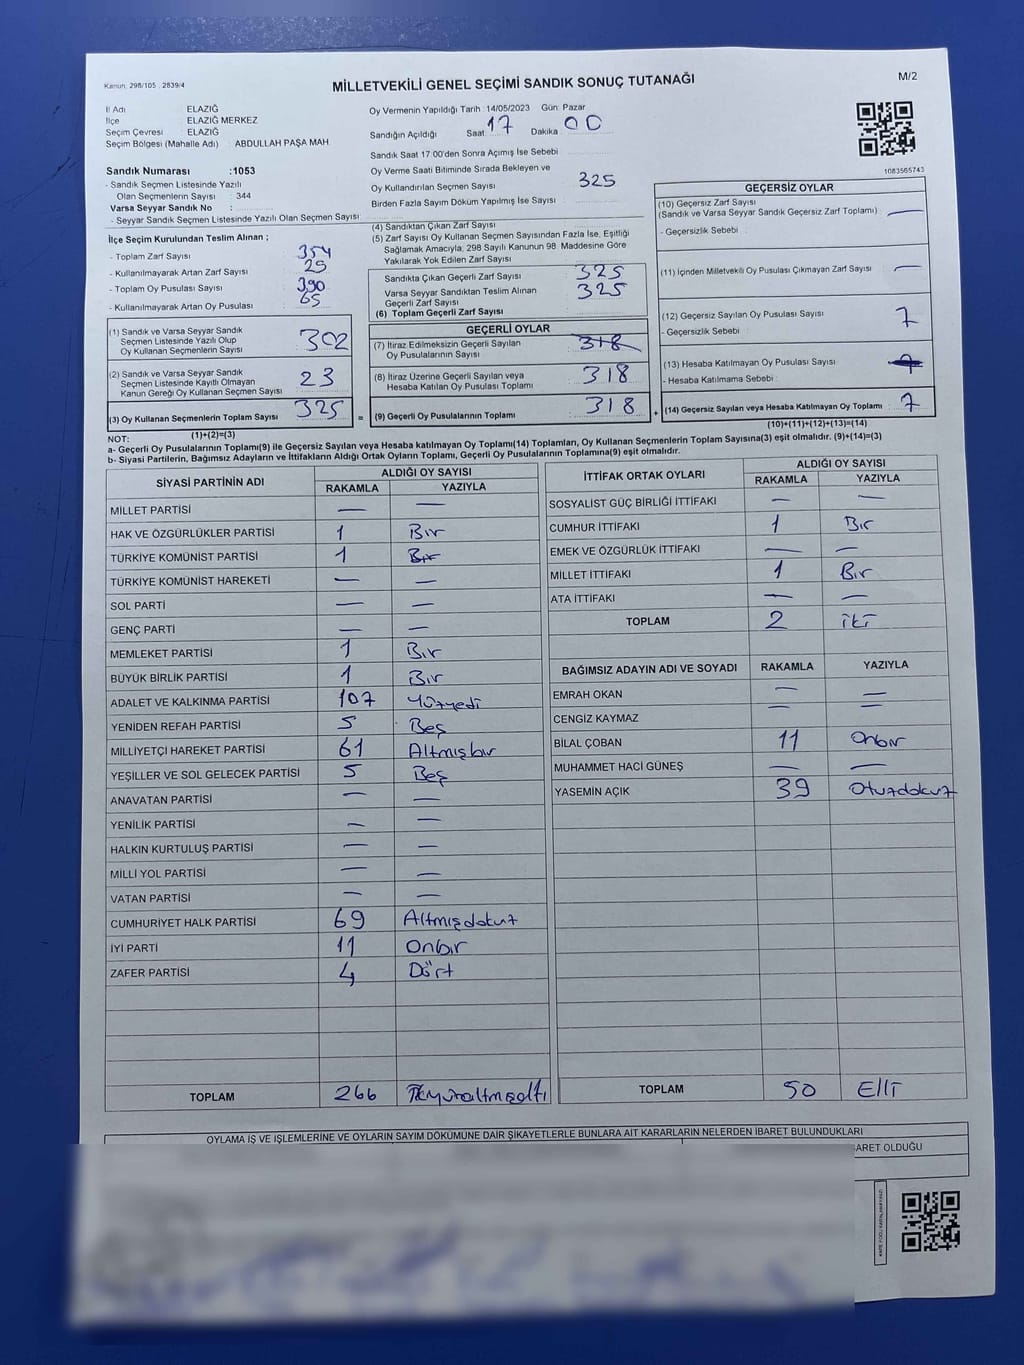 Kanun: 298/105 2839/4
MİLLETVEKİLİ GENEL SEÇİMİ SANDIK SONUÇ TUTANAĞI
M/2
İl Adı ELAZIĞ
İlçe ELAZIĞ MERKEZ
Seçim Çevresi : ELAZIĞ
Seçim Bölgesi (Mahalle Adı) : ABDULLAH PAŞA MAH.
Sandık Numarası :1053
- Sandık Seçmen Listesinde Yazılı
Olan Seçmenlerin Sayısı : 344
Varsa Seyyar Sandık No :
- Seyyar Sandık Seçmen Listesinde Yazılı Olan Seçmen Sayısı:
Oy Vermenin Yapıldığı Tarih :14/05/2023 Gün: Pazar
Sandığın Açıldığı Saat: 17 Dakika 00
Sandık Saat 17:00'den Sonra Açımış İse Sebebi
Oy Verme Saati Bitiminde Sırada Bekleyen ve
Oy Kullandırılan Seçmen Sayısı 325
Birden Fazla Sayım Döküm Yapılmış İse Sayısı
1083565743
İlçe Seçim Kurulundan Teslim Alınan ;
- Toplam Zarf Sayısı 354
- Kullanılmayarak Artan Zarf Sayısı 29
- Toplam Oy Pusulası Sayısı 390
- Kullanılmayarak Artan Oy Pusulası 65
(1) Sandık ve Varsa Seyyar Sandık
Seçmen Listesinde Yazılı Olup
Oy Kullanan Seçmenlerin Sayısı 302
(2) Sandık ve Varsa Seyyar Sandık
Seçmen Listesinde Kayıtlı Olmayan
Kanun Gereği Oy Kullanan Seçmen Sayısı 23
(3) Oy Kullanan Seçmenlerin Toplam Sayısı 325 =
(1)+(2)=(3)
(4) Sandıktan Çıkan Zarf Sayısı
(5) Zarf Sayısı Oy Kullanan Seçmen Sayısından Fazla İse, Eşitliği
Sağlamak Amacıyla, 298 Sayılı Kanunun 98. Maddesine Göre
Yakılarak Yok Edilen Zarf Sayısı
Sandıkta Çıkan Geçerli Zarf Sayısı 325
Varsa Seyyar Sandıktan Teslim Alınan
Geçerli Zarf Sayısı 325
(6) Toplam Geçerli Zarf Sayısı
GEÇERLİ OYLAR
(7) İtiraz Edilmeksizin Geçerli Sayılan
Oy Pusulalarının Sayısı 318
(8) İtiraz Üzerine Geçerli Sayılan veya
Hesaba Katılan Oy Pusulası Toplamı 318
(9) Geçerli Oy Pusulalarının Toplamı 318 +
GEÇERSİZ OYLAR
(10) Geçersiz Zarf Sayısı
(Sandık ve Varsa Seyyar Sandık Geçersiz Zarf Toplamı) —
- Geçersizlik Sebebi
(11) İçinden Milletvekili Oy Pusulası Çıkmayan Zarf Sayısı —
(12) Geçersiz Sayılan Oy Pusulası Sayısı 7
- Geçersizlik Sebebi
(13) Hesaba Katılmayan Oy Pusulası Sayısı 7
- Hesaba Katılmama Sebebi
(14) Geçersiz Sayılan veya Hesaba Katılmayan Oy Toplamı 7
(10)+(11)+(12)+(13)=(14)
NOT:
a- Geçerli Oy Pusulalarının Toplamı(9) ile Geçersiz Sayılan veya Hesaba katılmayan Oy Toplamı(14) Toplamları, Oy Kullanan Seçmenlerin Toplam Sayısına(3) eşit olmalıdır. (9)+(14)=(3)
b- Siyasi Partilerin, Bağımsız Adayların ve İttifakların Aldığı Ortak Oyların Toplamı, Geçerli Oy Pusulalarının Toplamına(9) eşit olmalıdır.
SİYASİ PARTİNİN ADI ALDIĞI OY SAYISI
RAKAMLA YAZIYLA
MİLLET PARTİSİ — —
HAK VE ÖZGÜRLÜKLER PARTİSİ 1 Bir
TÜRKİYE KOMÜNİST PARTİSİ 1 Bir
TÜRKİYE KOMÜNİST HAREKETİ — —
SOL PARTİ — —
GENÇ PARTİ — —
MEMLEKET PARTİSİ 1 Bir
BÜYÜK BİRLİK PARTİSİ 1 Bir
ADALET VE KALKINMA PARTİSİ 107 Yüzyedi
YENİDEN REFAH PARTİSİ 5 Beş
MİLLİYETÇİ HAREKET PARTİSİ 61 Altmışbir
YEŞİLLER VE SOL GELECEK PARTİSİ 5 Beş
ANAVATAN PARTİSİ — —
YENİLİK PARTİSİ — —
HALKIN KURTULUŞ PARTİSİ — —
MİLLİ YOL PARTİSİ — —
VATAN PARTİSİ — —
CUMHURİYET HALK PARTİSİ 69 Altmışdokuz
İYİ PARTİ 11 Onbir
ZAFER PARTİSİ 4 Dört
TOPLAM 266 İkiyüzaltmışaltı
İTTİFAK ORTAK OYLARI ALDIĞI OY SAYISI
RAKAMLA YAZIYLA
SOSYALİST GÜÇ BİRLİĞİ İTTİFAKI — —
CUMHUR İTTİFAKI 1 Bir
EMEK VE ÖZGÜRLÜK İTTİFAKI — —
MİLLET İTTİFAKI 1 Bir
ATA İTTİFAKI — —
TOPLAM 2 iki
BAĞIMSIZ ADAYIN ADI VE SOYADI RAKAMLA YAZIYLA
EMRAH OKAN — —
CENGİZ KAYMAZ — —
BİLAL ÇOBAN 11 Onbir
MUHAMMET HACİ GÜNEŞ — —
YASEMİN AÇIK 39 Otuzdokuz
TOPLAM 50 Elli
OYLAMA İŞ VE İŞLEMLERİNE VE OYLARIN SAYIM DÖKÜMÜNE DAİR ŞİKAYETLERLE BUNLARA AİT KARARLARIN NELERDEN İBARET BULUNDUKLARI
ARET OLDUĞU